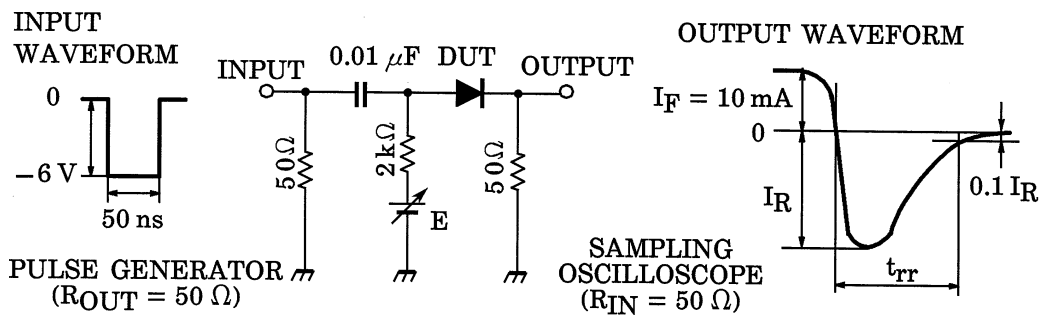 INPUT
WAVEFORM
0
−6 V
50 ns
PULSE GENERATOR
(ROUT = 50 Ω)
INPUT
0.01 μF
DUT
OUTPUT
50Ω
2kΩ
E
50Ω
SAMPLING
OSCILLOSCOPE
(RIN = 50 Ω)
OUTPUT WAVEFORM
IF = 10 mA
0
IR
0.1 IR
trr